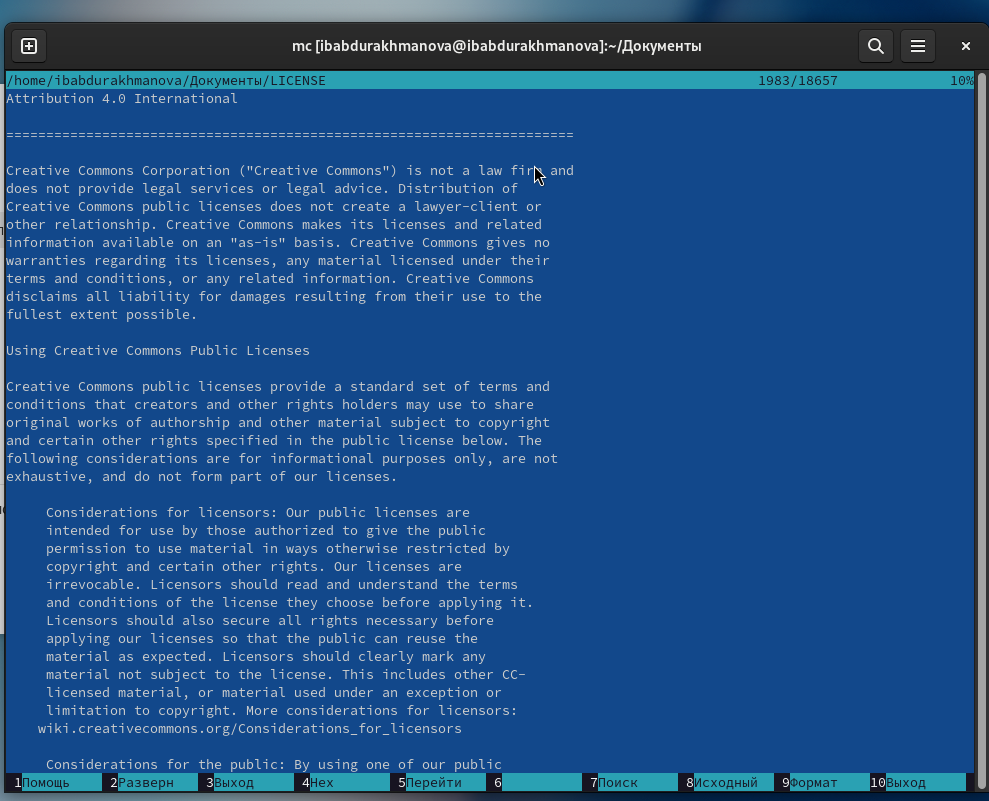 mc [ibabdurakhmanova@ibabdurakhmanova]:~/Документы
/home/ibabdurakhmanova/Документы/LICENSE 1983/18657 10%
Attribution 4.0 International
=======================================================================
Creative Commons Corporation ("Creative Commons") is not a law firm and
does not provide legal services or legal advice. Distribution of
Creative Commons public licenses does not create a lawyer-client or
other relationship. Creative Commons makes its licenses and related
information available on an "as-is" basis. Creative Commons gives no
warranties regarding its licenses, any material licensed under their
terms and conditions, or any related information. Creative Commons
disclaims all liability for damages resulting from their use to the
fullest extent possible.
Using Creative Commons Public Licenses
Creative Commons public licenses provide a standard set of terms and
conditions that creators and other rights holders may use to share
original works of authorship and other material subject to copyright
and certain other rights specified in the public license below. The
following considerations are for informational purposes only, are not
exhaustive, and do not form part of our licenses.
Considerations for licensors: Our public licenses are
intended for use by those authorized to give the public
permission to use material in ways otherwise restricted by
copyright and certain other rights. Our licenses are
irrevocable. Licensors should read and understand the terms
and conditions of the license they choose before applying it.
Licensors should also secure all rights necessary before
applying our licenses so that the public can reuse the
material as expected. Licensors should clearly mark any
material not subject to the license. This includes other CC-
licensed material, or material used under an exception or
limitation to copyright. More considerations for licensors:
wiki.creativecommons.org/Considerations_for_licensors
Considerations for the public: By using one of our public
1Помощь 2Разверн 3Выход 4Hex 5Перейти 6 7Поиск 8Исходный 9Формат 10Выход